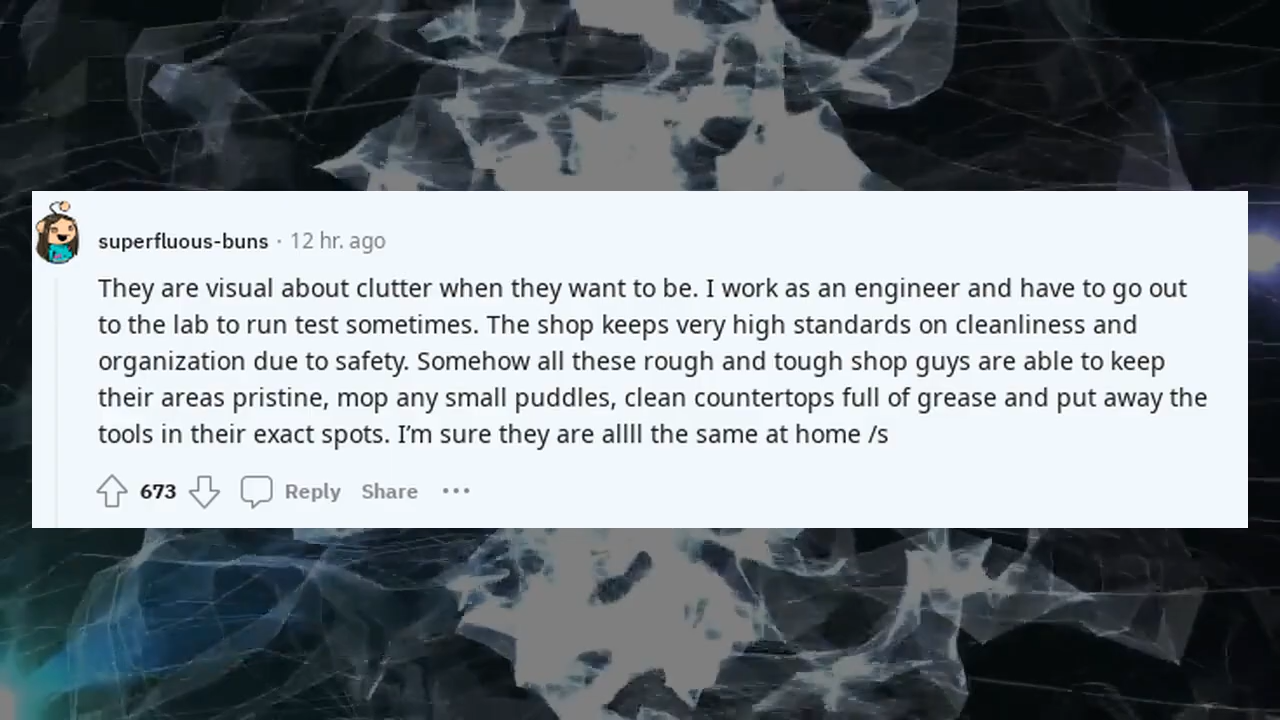 superfluous-buns · 12 hr. ago
They are visual about clutter when they want to be. I work as an engineer and have to go out
to the lab to run test sometimes. The shop keeps very high standards on cleanliness and
organization due to safety. Somehow all these rough and tough shop guys are able to keep
their areas pristine, mop any small puddles, clean countertops full of grease and put away the
tools in their exact spots. I’m sure they are allll the same at home /s
673 Reply Share ···